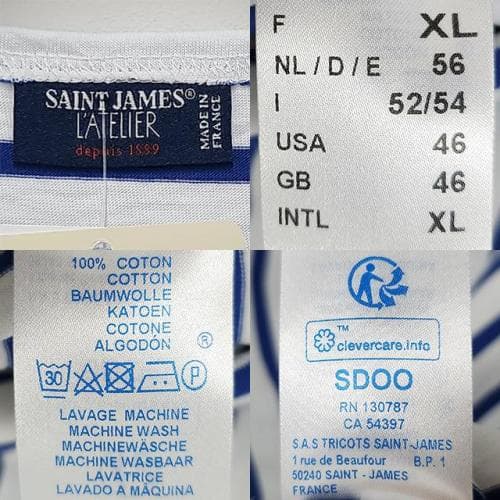 SAINT JAMES®
L'ATELIER
depuis 1889
MADE IN
FRANCE
F XL
NL / D / E 56
I 52/54
USA 46
GB 46
INTL XL
100% COTON
COTTON
BAUMWOLLE
KATOEN
COTONE
ALGODÓN
®
30 P
LAVAGE MACHINE
MACHINE WASH
MACHINEWÄSCHE
MACHINE WASBAAR
LAVATRICE
LAVADO A MÁQUINA
™
clevercare.info
SDOO
RN 130787
CA 54397
S.A.S TRICOTS SAINT-JAMES
1 rue de Beaufour B.P. 1
50240 SAINT - JAMES
FRANCE